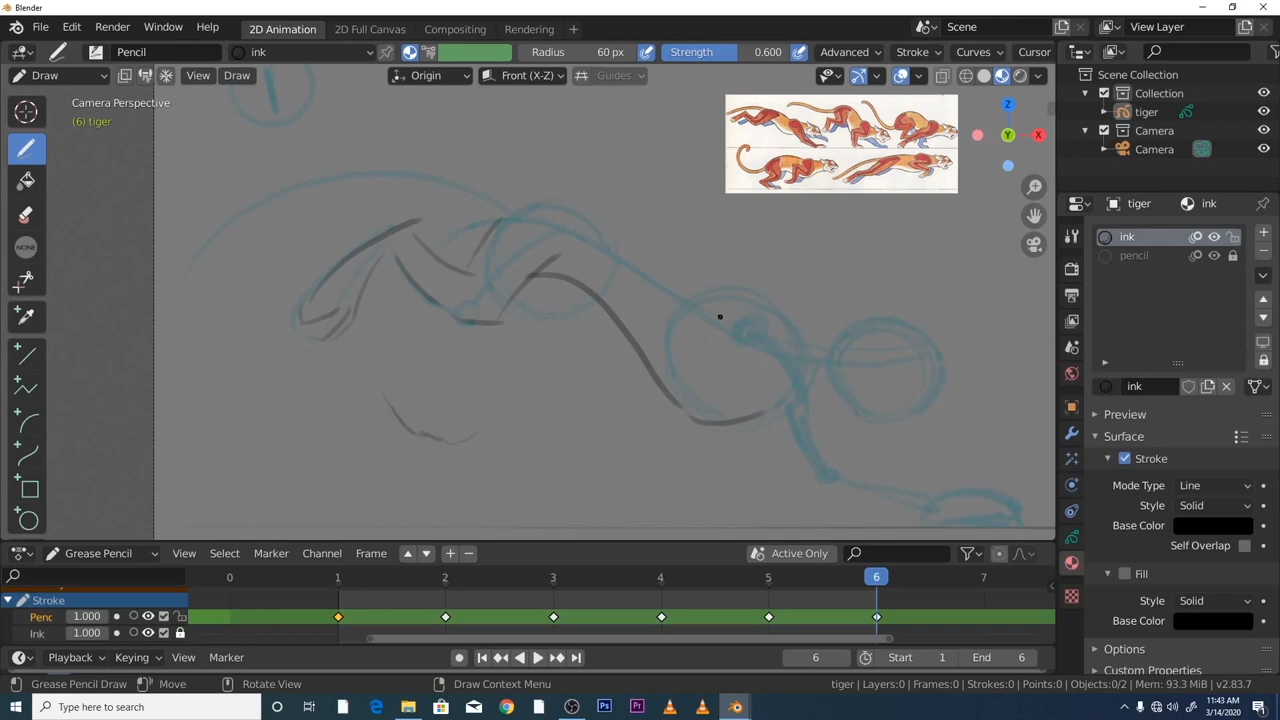 Blender
File Edit Render Window Help
2D Animation 2D Full Canvas Compositing Rendering +
Scene
View Layer
Pencil
ink
Radius 60 px
Strength 0.600
Advanced
Stroke
Curves
Cursor
Draw
View
Draw
Origin
Front (X-Z)
Guides
Camera Perspective
(6) tiger
NONE
Z
Y
X
Scene Collection
Collection
tiger
Camera
Camera
tiger
ink
ink
pencil
ink
Preview
Surface
Stroke
Mode Type Line
Style Solid
Base Color
Self Overlap
Fill
Style Solid
Base Color
Options
Custom Properties
Grease Pencil
View Select Marker Channel Frame
Active Only
0 1 2 3 4 5 6 7
Stroke
Penc 1.000
Ink 1.000
Playback
Keying
View
Marker
6
Start 1
End 6
Grease Pencil Draw
Move
Rotate View
Draw Context Menu
tiger | Layers:0 | Frames:0 | Strokes:0 | Points:0 | Objects:0/2 | Mem: 93.3 MiB | v2.83.7
Type here to search
Ps
Pr
11:43 AM
3/14/2020
1